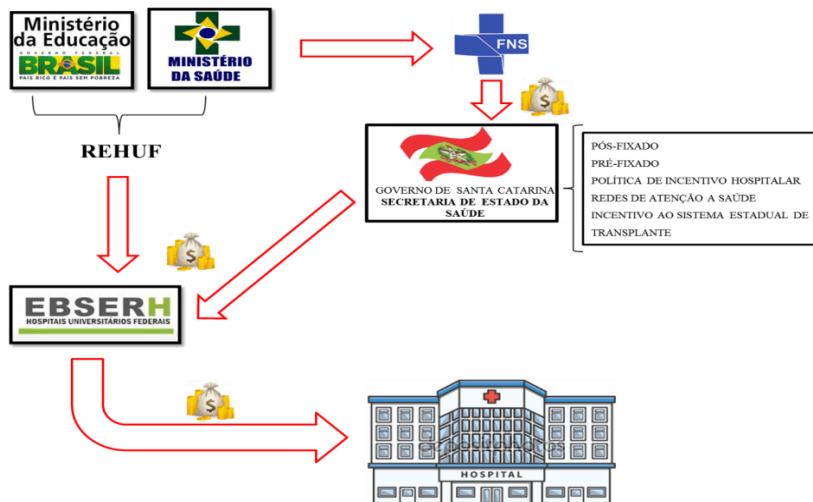 Ministério
da Educação
GOVERNO FEDERAL
BRASIL
PAÍS RICO É PAÍS SEM POBREZA
MINISTÉRIO
DA SAÚDE
FNS
REHUF
GOVERNO DE SANTA CATARINA
SECRETARIA DE ESTADO DA
SAÚDE
PÓS-FIXADO
PRÉ-FIXADO
POLÍTICA DE INCENTIVO HOSPITALAR
REDES DE ATENÇÃO A SAÚDE
INCENTIVO AO SISTEMA ESTADUAL DE
TRANSPLANTE
$
$
EBSERH
HOSPITAIS UNIVERSITÁRIOS FEDERAIS
$
depositphotos
HOSPITAL